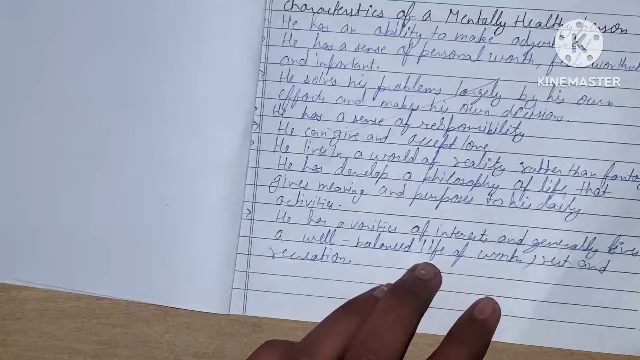 characteristics of a Mentally Health
He has an ability to make
He has a sense of personal worth,
and important.
He solves his problems largely by his own
efforts and makes his own decision
He has a sense of responsibility
He can give and accept love
He lives in a world of reality rather than
He has develop a philosophy of life that
gives meaning and purpose to his daily
activities.
He has a varities of interest and generally lives
a well-balanced life of work, rest and
recreation.
KINEMASTER